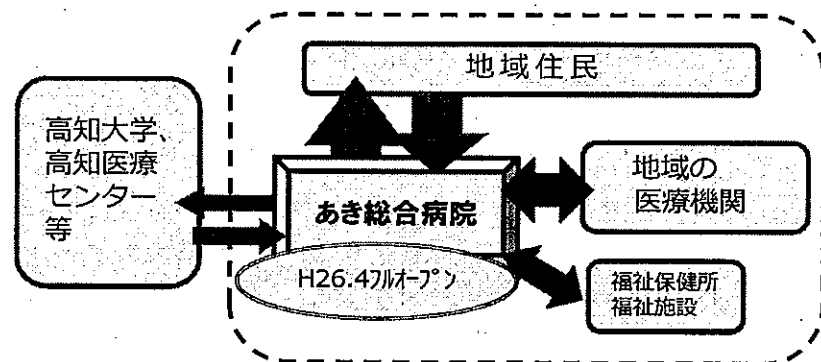 地域住民
高知大学、
高知医療
センター
等
あき総合病院
H26.4フルオープン
地域の
医療機関
福祉保健所
福祉施設